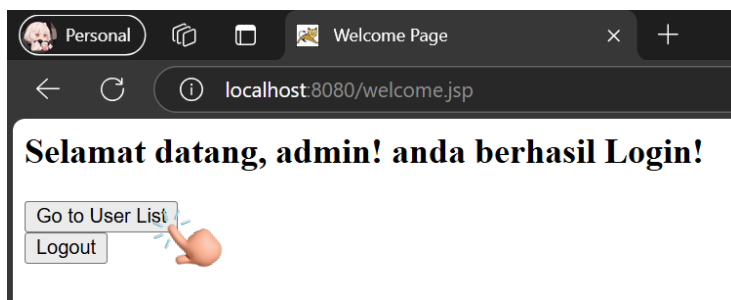 Personal
Welcome Page
localhost:8080/welcome.jsp
Selamat datang, admin! anda berhasil Login!
Go to User List
Logout